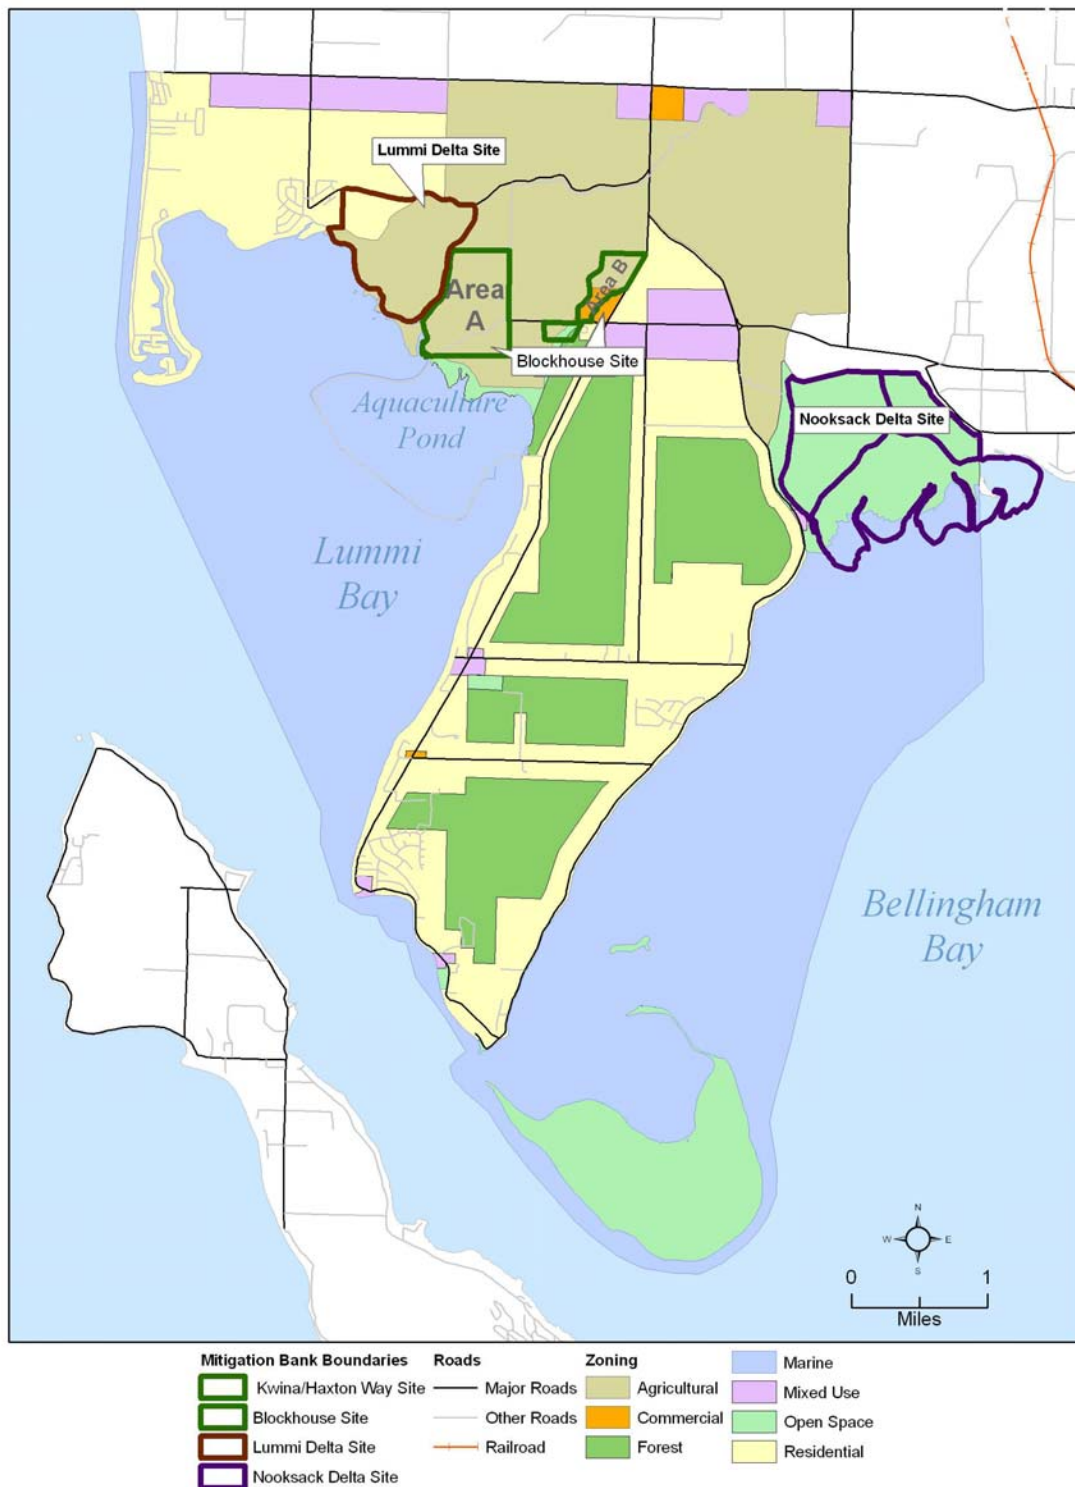 Lummi Delta Site
Area
A
Area B
Blockhouse Site
Aquaculture
Pond
Nooksack Delta Site
Lummi
Bay
Bellingham
Bay
N
W E
S
0 1
Miles
Mitigation Bank Boundaries
Kwina/Haxton Way Site
Blockhouse Site
Lummi Delta Site
Nooksack Delta Site
Roads
Major Roads
Other Roads
Railroad
Zoning
Agricultural
Commercial
Forest
Marine
Mixed Use
Open Space
Residential